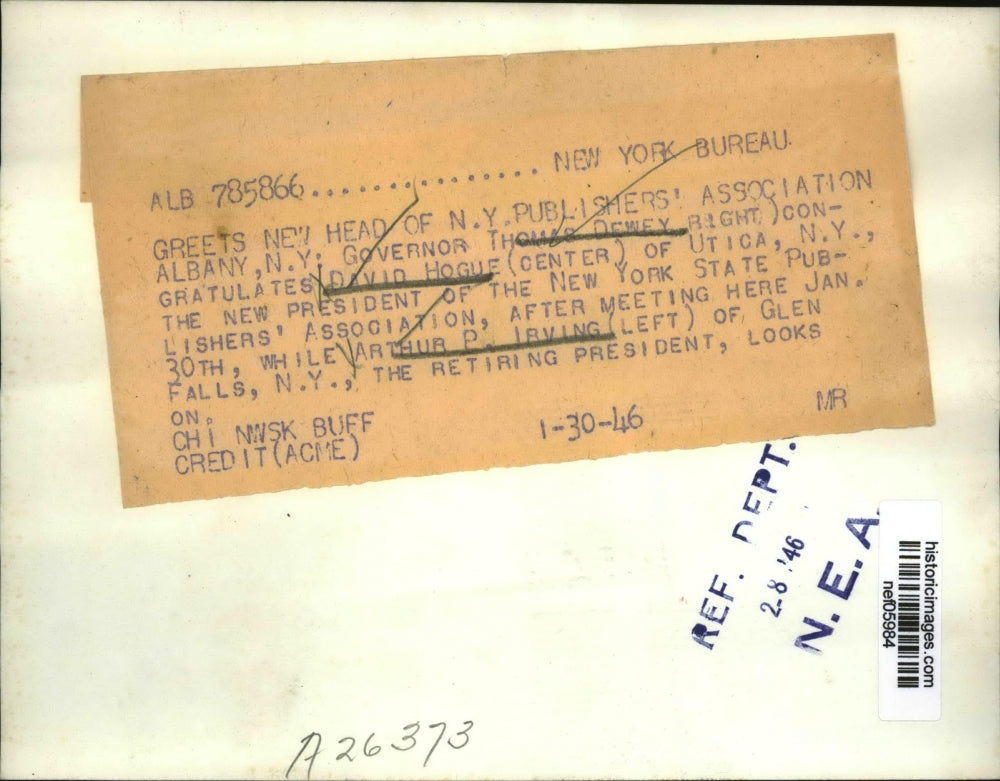 ALB 785866................ NEW YORK BUREAU.
GREETS NEW HEAD OF N.Y. PUBLISHERS' ASSOCIATION
ALBANY, N.Y: GOVERNOR THOMAS DEWEY RIGHT) CON-
GRATULATES DAVID HOGUE (CENTER) OF UTICA, N.Y.,
THE NEW PRESIDENT OF THE NEW YORK STATE PUB-
LISHERS' ASSOCIATION, AFTER MEETING HERE JAN.
30TH, WHILE ARTHUR P. IRVING (LEFT) OF GLEN
FALLS, N.Y., THE RETIRING PRESIDENT, LOOKS
ON.
CHI NWSK BUFF
CREDIT (ACME) 1-30-46 MR
REF. DEPT.
2-8 '46
N. E. A.
historicimages.com
nef05984
A26373